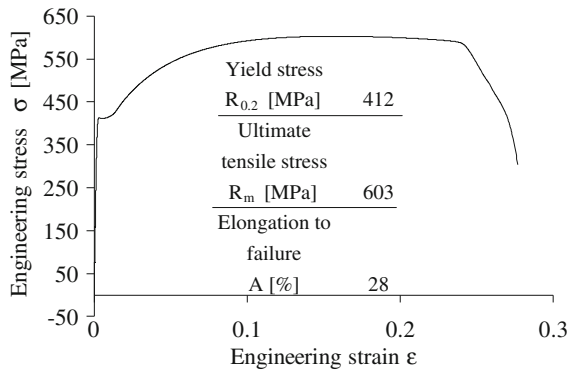 Engineering stress σ [MPa]
650
550
450
350
250
150
50
-50
Yield stress
R0.2 [MPa] 412
Ultimate
tensile stress
Rm [MPa] 603
Elongation to
failure
A [%] 28
0 0.1 0.2 0.3
Engineering strain ε